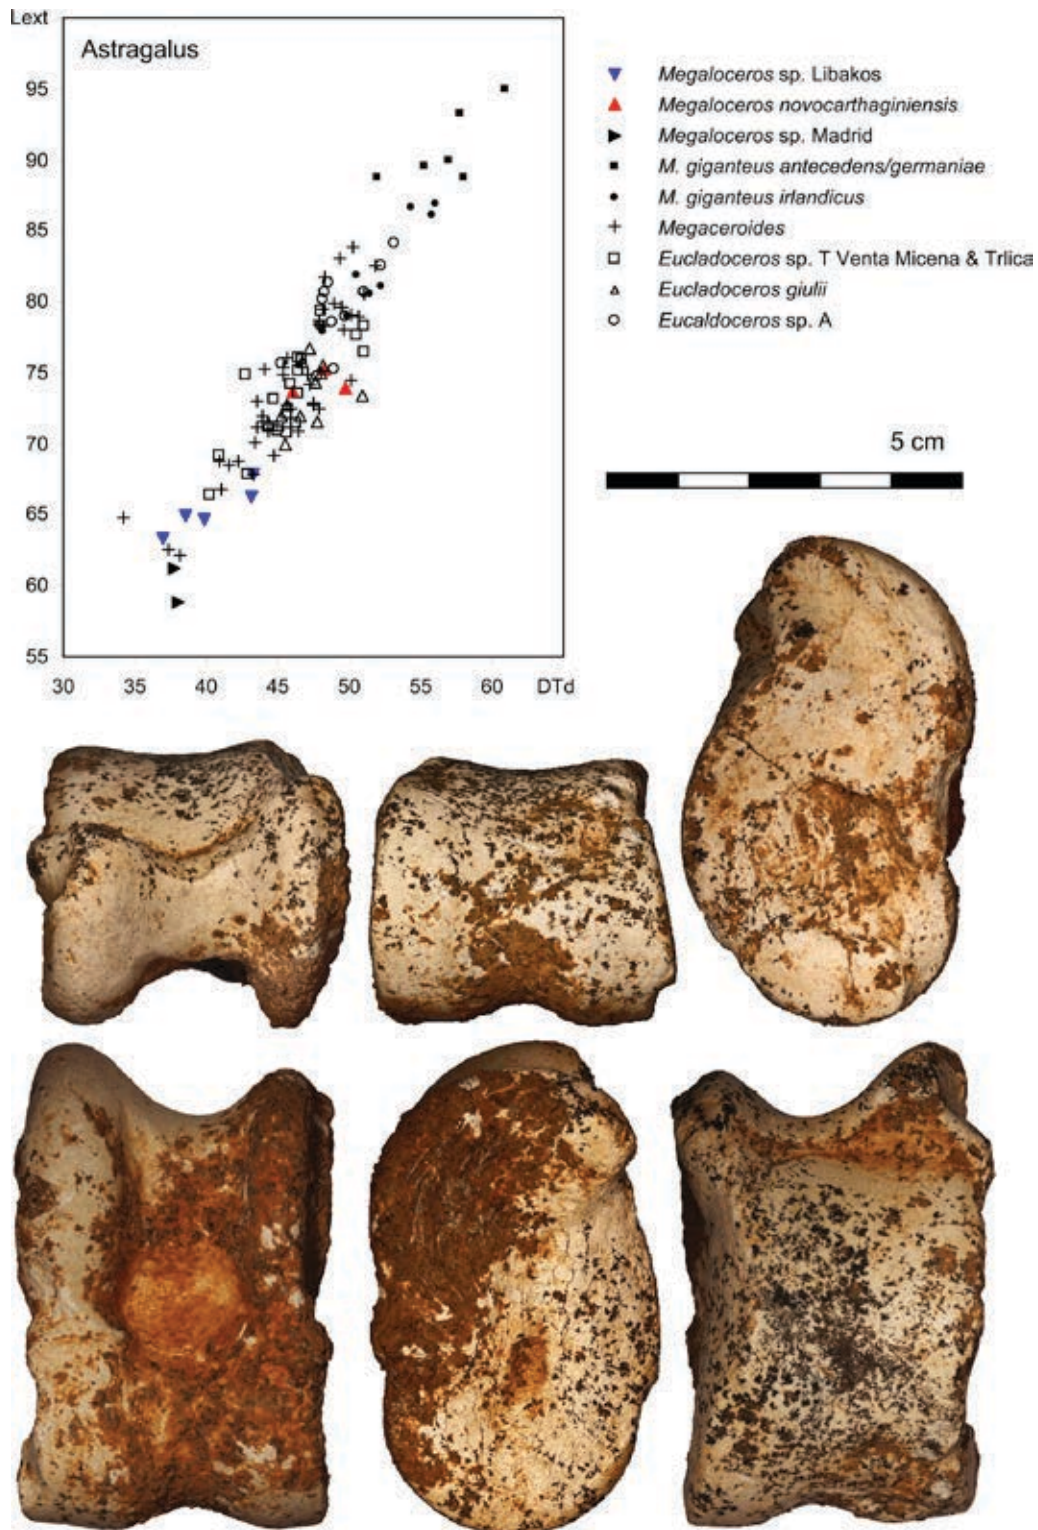 Lext
Astragalus
95
90
85
80
75
70
65
60
55
30 35 40 45 50 55 60 DTd
Megaloceros sp. Libakos
Megaloceros novocarthaginiensis
Megaloceros sp. Madrid
M. giganteus antecedens/germaniae
M. giganteus irlandicus
Megaceroides
Eucladoceros sp. T Venta Micena & Trlica
Eucladoceros giulii
Eucaldoceros sp. A
5 cm